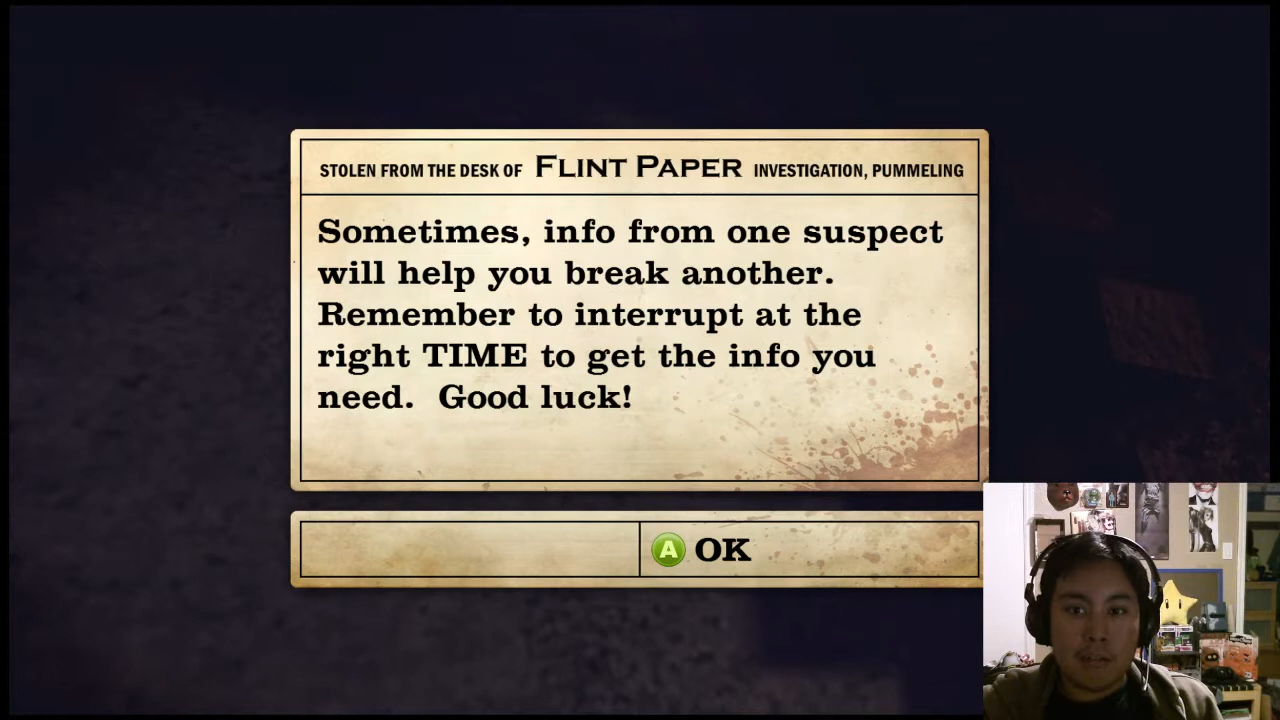 STOLEN FROM THE DESK OF FLINT PAPER INVESTIGATION, PUMMELING
Sometimes, info from one suspect
will help you break another.
Remember to interrupt at the
right TIME to get the info you
need. Good luck!
A OK